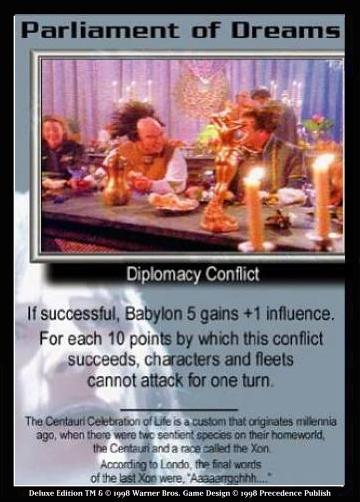 Parliament of Dreams
Diplomacy Conflict
If successful, Babylon 5 gains +1 influence.
For each 10 points by which this conflict
succeeds, characters and fleets
cannot attack for one turn.
The Centauri Celebration of Life is a custom that originates millennia
ago, when there were two sentient species on their homeworld,
the Centauri and a race called the Xon.
According to Londo, the final words
of the last Xon were, "Aaaaarrgghhh...."
Deluxe Edition TM & © 1998 Warner Bros. Game Design © 1998 Precedence Publish